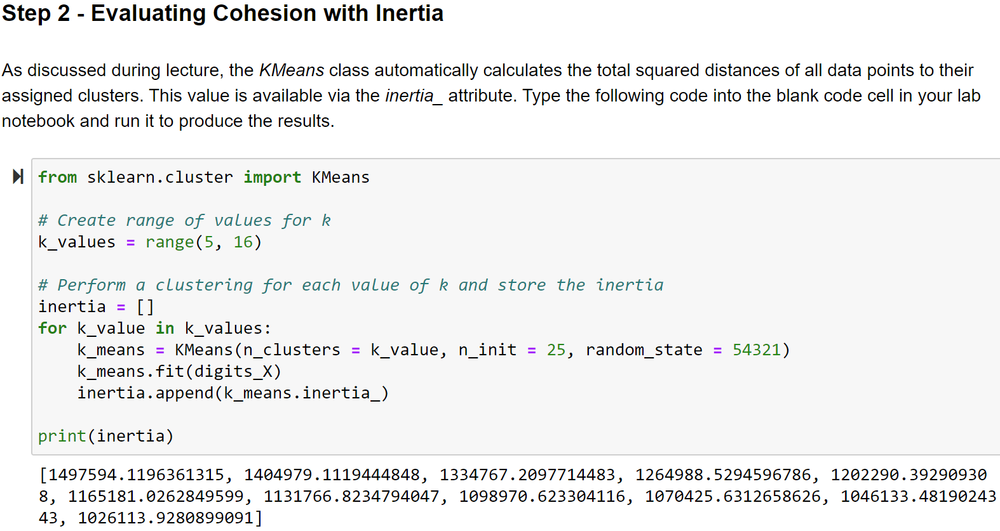 Step 2 - Evaluating Cohesion with Inertia
As discussed during lecture, the KMeans class automatically calculates the total squared distances of all data points to their
assigned clusters. This value is available via the inertia_ attribute. Type the following code into the blank code cell in your lab
notebook and run it to produce the results.
from sklearn.cluster import KMeans
# Create range of values for k
k_values = range(5, 16)
# Perform a clustering for each value of k and store the inertia
inertia = []
for k_value in k_values:
    k_means = KMeans(n_clusters = k_value, n_init = 25, random_state = 54321)
    k_means.fit(digits_X)
    inertia.append(k_means.inertia_)
print(inertia)
[1497594.1196361315, 1404979.1119444848, 1334767.2097714483, 1264988.5294596786, 1202290.39290930
8, 1165181.0262849599, 1131766.8234794047, 1098970.623304116, 1070425.6312658626, 1046133.48190243
43, 1026113.9280899091]